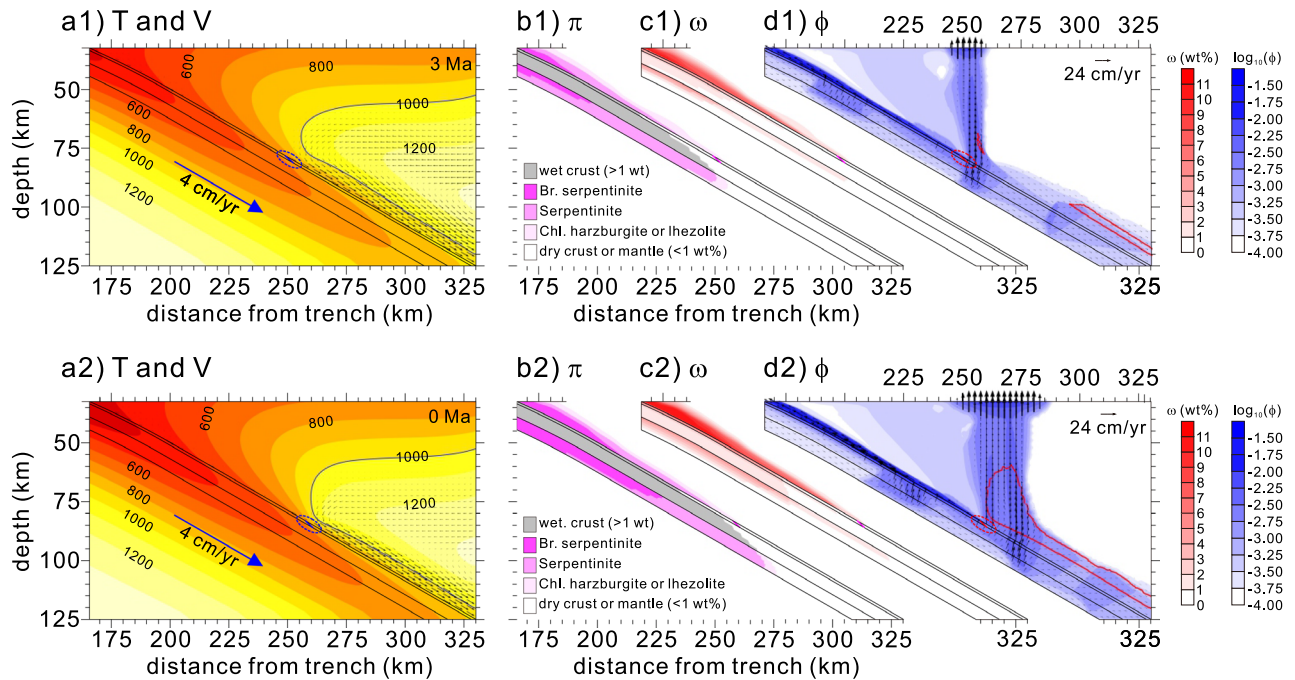 a1) T and V
b1) π
c1) ω
d1) ϕ
225 250 275 300 325
3 Ma
600
800
1000
1200
600
800
1000
1200
4 cm/yr
24 cm/yr
50
75
100
125
depth (km)
wet crust (>1 wt)
Br. serpentinite
Serpentinite
Chl. harzburgite or lhezolite
dry crust or mantle (<1 wt%)
ω (wt%)
11
10
9
8
7
6
5
4
3
2
1
0
log₁₀(ϕ)
-1.50
-1.75
-2.00
-2.25
-2.50
-2.75
-3.00
-3.25
-3.50
-3.75
-4.00
175 200 225 250 275 300 325
175 200 225 250 275 300 325 325
distance from trench (km)
distance from trench (km)
a2) T and V
b2) π
c2) ω
d2) ϕ
225 250 275 300 325
0 Ma
600
800
1000
1200
600
800
1000
1200
4 cm/yr
24 cm/yr
50
75
100
125
depth (km)
wet. crust (>1 wt)
Br. serpentinite
Serpentinite
Chl. harzburgite or lhezolite
dry crust or mantle (<1 wt%)
ω (wt%)
11
10
9
8
7
6
5
4
3
2
1
0
log₁₀(ϕ)
-1.50
-1.75
-2.00
-2.25
-2.50
-2.75
-3.00
-3.25
-3.50
-3.75
-4.00
175 200 225 250 275 300 325
175 200 225 250 275 300 325 325
distance from trench (km)
distance from trench (km)